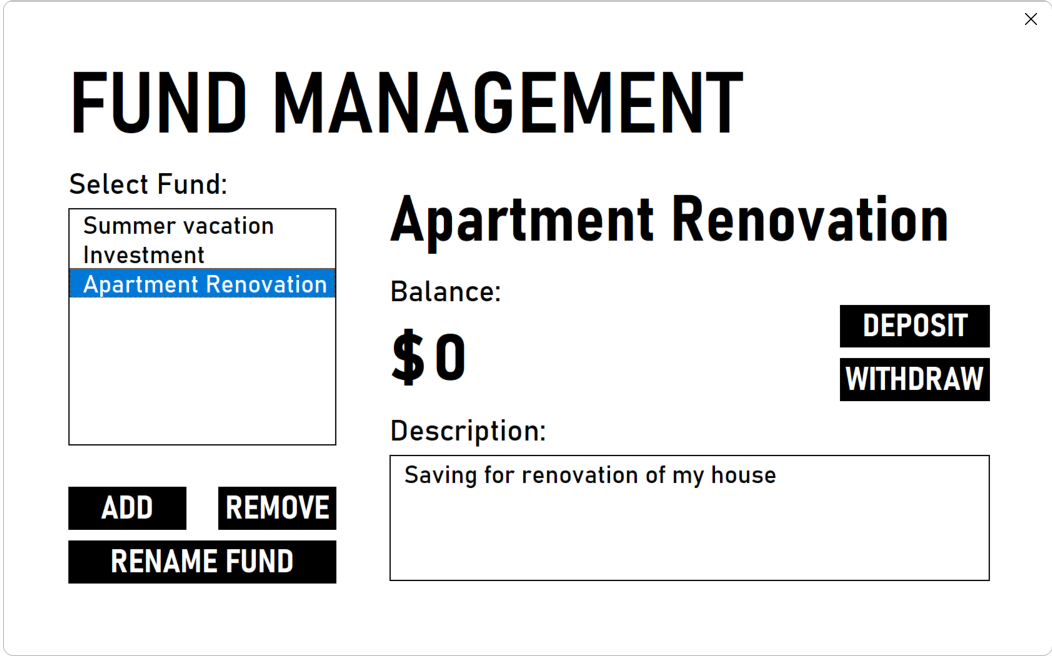 FUND MANAGEMENT
Select Fund:
Summer vacation
Investment
Apartment Renovation
ADD
REMOVE
RENAME FUND
Apartment Renovation
Balance:
$0
DEPOSIT
WITHDRAW
Description:
Saving for renovation of my house